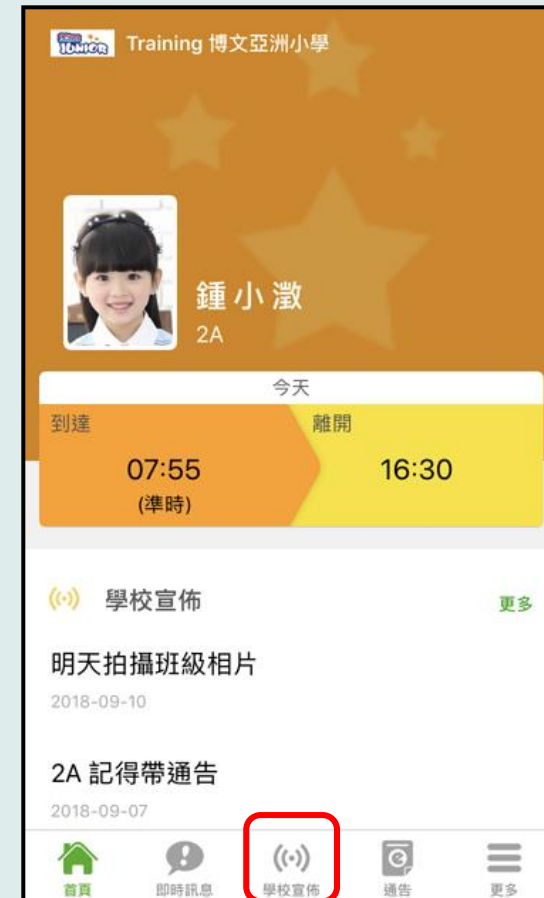 JUNIOR
Training 博文亞洲小學
鍾小澂
2A
今天
到達
離開
07:55
16:30
(準時)
學校宣佈
更多
明天拍攝班級相片
2018-09-10
2A 記得帶通告
2018-09-07
首頁
即時訊息
學校宣佈
通告
更多